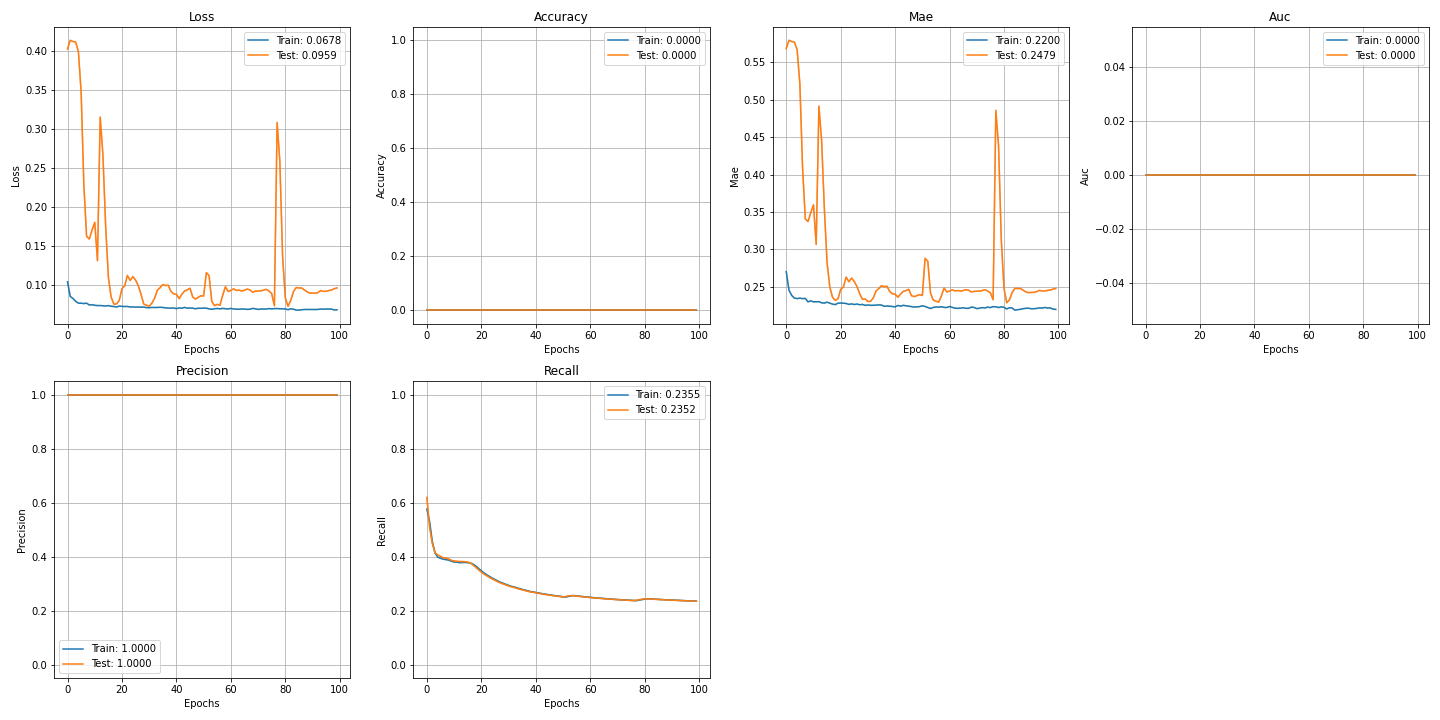 Loss
Train: 0.0678
Test: 0.0959
0.40
0.35
0.30
0.25
0.20
0.15
0.10
Loss
0 20 40 60 80 100
Epochs
Accuracy
Train: 0.0000
Test: 0.0000
1.0
0.8
0.6
0.4
0.2
0.0
Accuracy
0 20 40 60 80 100
Epochs
Mae
Train: 0.2200
Test: 0.2479
0.55
0.50
0.45
0.40
0.35
0.30
0.25
Mae
0 20 40 60 80 100
Epochs
Auc
Train: 0.0000
Test: 0.0000
0.04
0.02
0.00
−0.02
−0.04
Auc
0 20 40 60 80 100
Epochs
Precision
1.0
0.8
0.6
0.4
0.2
0.0
Precision
Train: 1.0000
Test: 1.0000
0 20 40 60 80 100
Epochs
Recall
Train: 0.2355
Test: 0.2352
1.0
0.8
0.6
0.4
0.2
0.0
Recall
0 20 40 60 80 100
Epochs